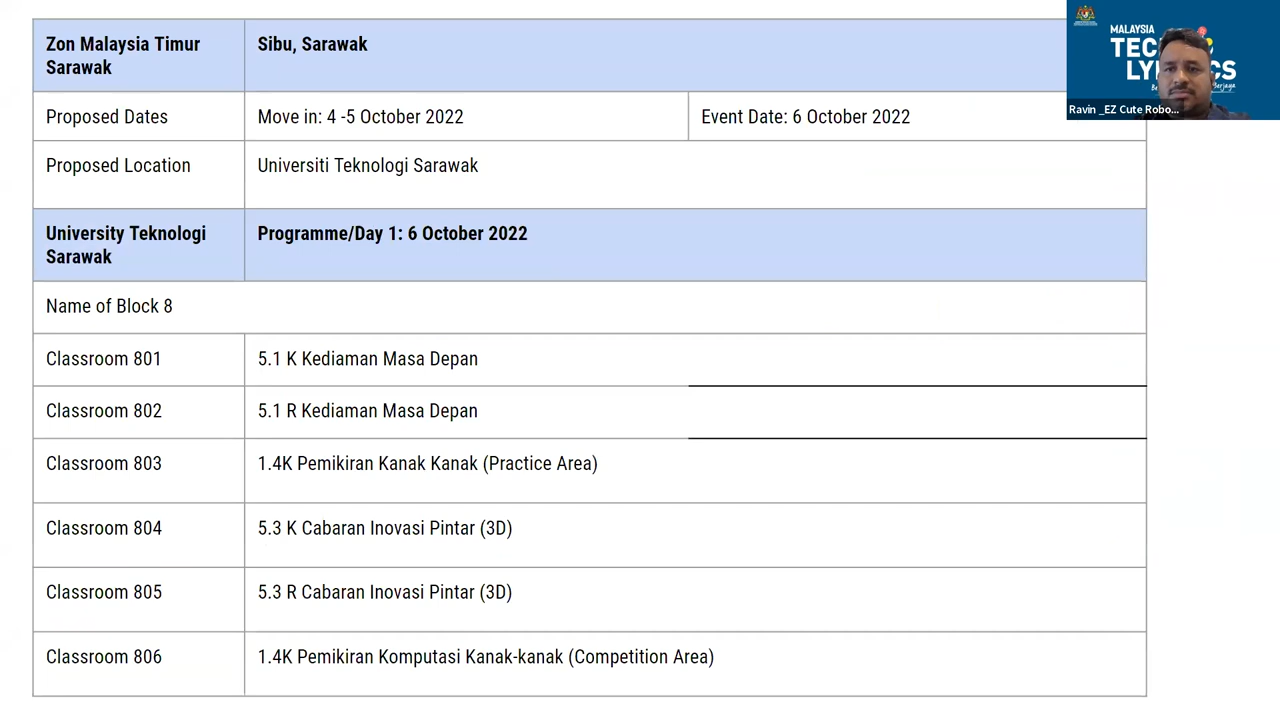 Zon Malaysia Timur
Sarawak
Sibu, Sarawak
Proposed Dates
Move in: 4 -5 October 2022
Event Date: 6 October 2022
Proposed Location
Universiti Teknologi Sarawak
University Teknologi
Sarawak
Programme/Day 1: 6 October 2022
Name of Block 8
Classroom 801
5.1 K Kediaman Masa Depan
Classroom 802
5.1 R Kediaman Masa Depan
Classroom 803
1.4K Pemikiran Kanak Kanak (Practice Area)
Classroom 804
5.3 K Cabaran Inovasi Pintar (3D)
Classroom 805
5.3 R Cabaran Inovasi Pintar (3D)
Classroom 806
1.4K Pemikiran Komputasi Kanak-kanak (Competition Area)
MALAYSIA
Ravin _EZ Cute Robo...